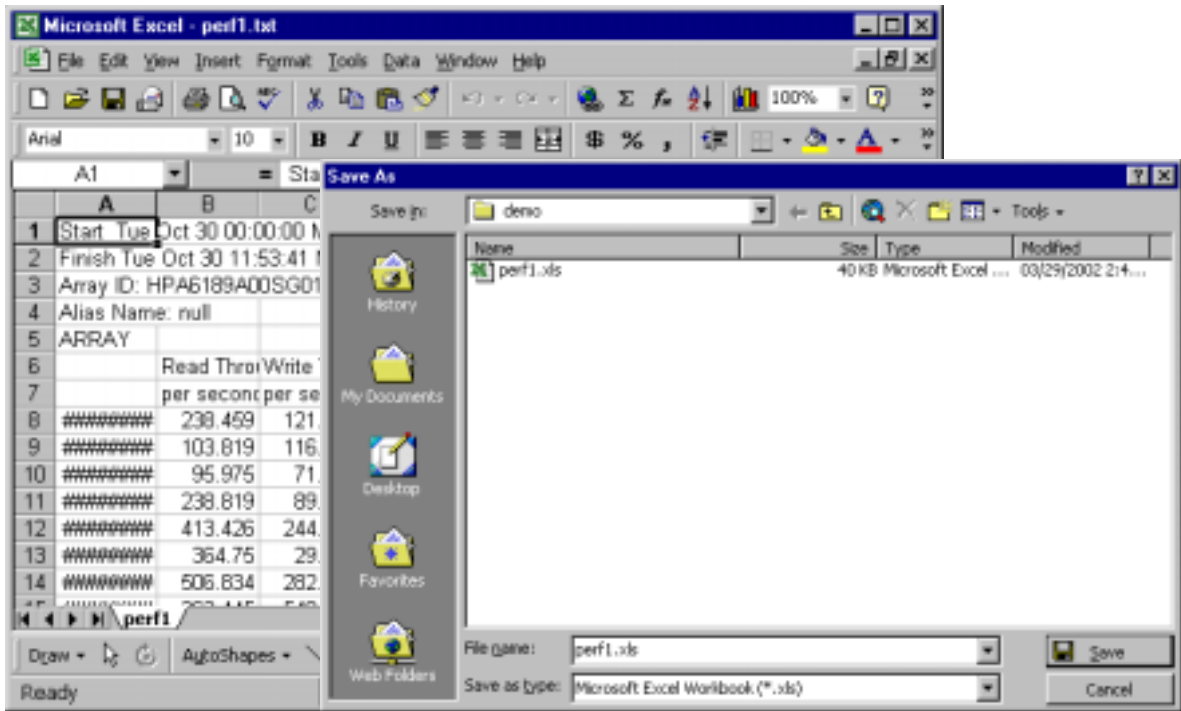 Microsoft Excel - perf1.txt
File Edit View Insert Format Tools Data Window Help
100%
Arial 10 B I U $ % ,
A1 = Sta
A B C
1 Start Tue Oct 30 00:00:00 M
2 Finish Tue Oct 30 11:53:41
3 Array ID: HPA6189A00SG01
4 Alias Name: null
5 ARRAY
6 Read Thro Write
7 per secon per se
8 ######## 238.459 121.
9 ######## 103.819 116.
10 ######## 95.975 71.
11 ######## 238.819 89.
12 ######## 413.426 244.
13 ######## 364.75 29.
14 ######## 506.834 282.
perf1
Draw AutoShapes
Ready
Save As
Save in: demo Tools
Name Size Type Modified
perf1.xls 40 KB Microsoft Excel ... 03/29/2002 2:4...
History
My Documents
Desktop
Favorites
Web Folders
File name: perf1.xls Save
Save as type: Microsoft Excel Workbook (*.xls) Cancel